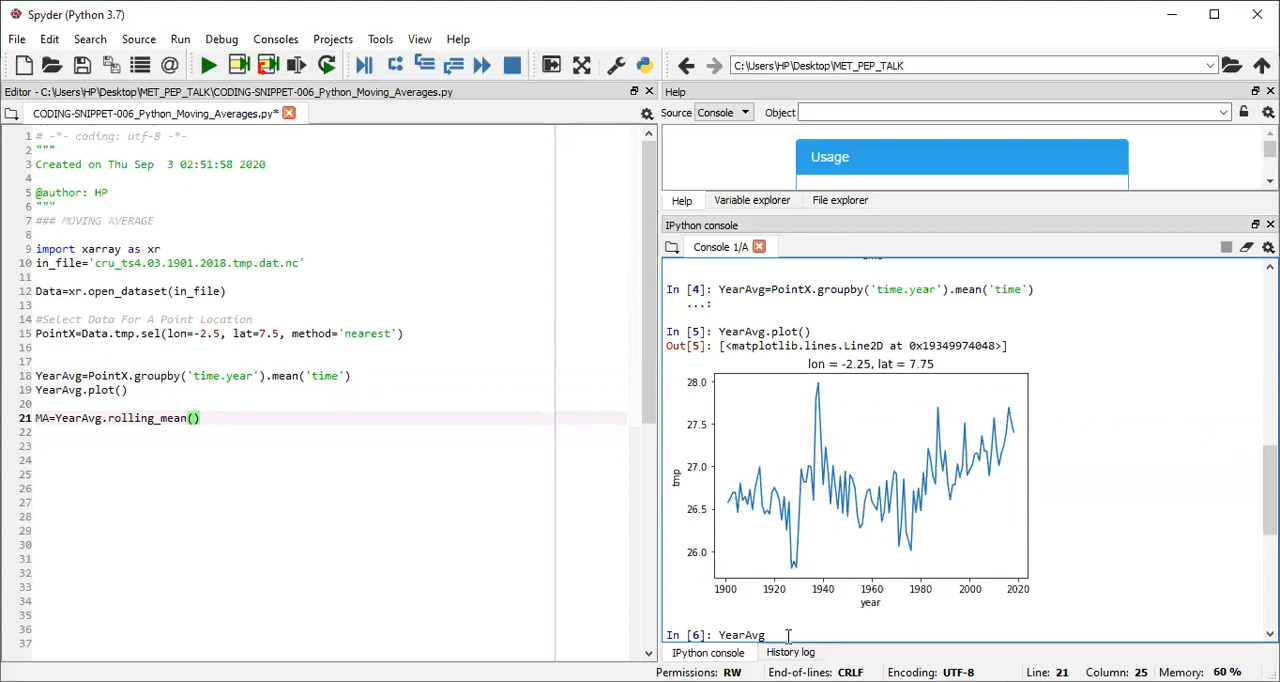 Spyder (Python 3.7)
File Edit Search Source Run Debug Consoles Projects Tools View Help
C:\Users\HP\Desktop\MET_PEP_TALK
Editor - C:\Users\HP\Desktop\MET_PEP_TALK\CODING-SNIPPET-006_Python_Moving_Averages.py
CODING-SNIPPET-006_Python_Moving_Averages.py*
1 # -*- coding: utf-8 -*-
2 """
3 Created on Thu Sep  3 02:51:58 2020
4
5 @author: HP
6 """
7 ### MOVING AVERAGE
8
9 import xarray as xr
10 in_file='cru_ts4.03.1901.2018.tmp.dat.nc'
11
12 Data=xr.open_dataset(in_file)
13
14 #Select Data For A Point Location
15 PointX=Data.tmp.sel(lon=-2.5, lat=7.5, method='nearest')
16
17
18 YearAvg=PointX.groupby('time.year').mean('time')
19 YearAvg.plot()
20
21 MA=YearAvg.rolling_mean()
22
23
24
25
26
27
28
29
30
31
32
33
34
35
36
37
Help
Source Console Object
Usage
Help Variable explorer File explorer
IPython console
Console 1/A
In [4]: YearAvg=PointX.groupby('time.year').mean('time')
...:
In [5]: YearAvg.plot()
Out[5]: [<matplotlib.lines.Line2D at 0x19349974048>]
lon = -2.25, lat = 7.75
28.0
27.5
27.0
26.5
26.0
tmp
1900 1920 1940 1960 1980 2000 2020
year
In [6]: YearAvg
IPython console History log
Permissions: RW End-of-lines: CRLF Encoding: UTF-8 Line: 21 Column: 25 Memory: 60 %